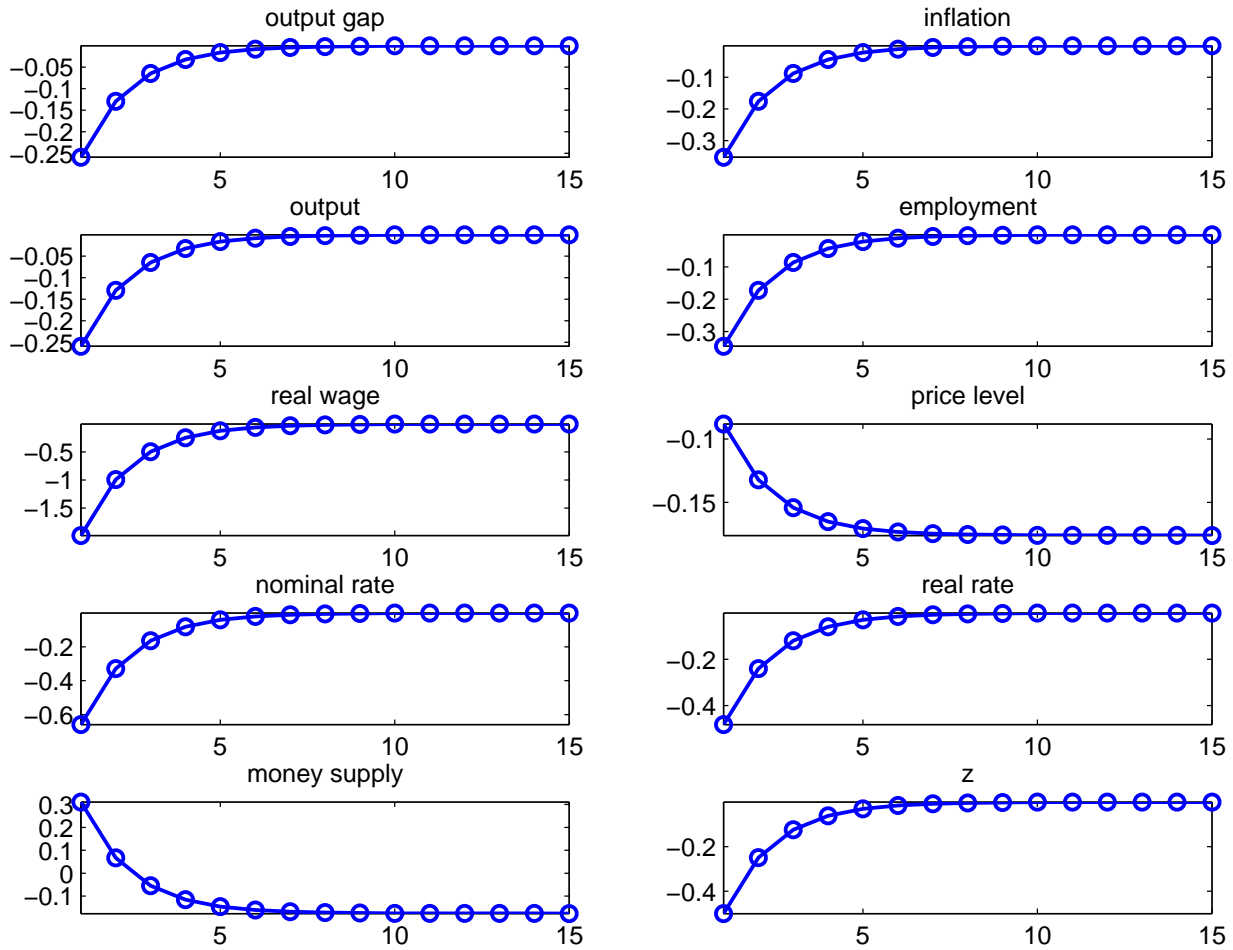 output gap
−0.05
−0.1
−0.15
−0.2
−0.25
5 10 15
inflation
−0.1
−0.2
−0.3
5 10 15
output
−0.05
−0.1
−0.15
−0.2
−0.25
5 10 15
employment
−0.1
−0.2
−0.3
5 10 15
real wage
−0.5
−1
−1.5
5 10 15
price level
−0.1
−0.15
5 10 15
nominal rate
−0.2
−0.4
−0.6
5 10 15
real rate
−0.2
−0.4
5 10 15
money supply
0.3
0.2
0.1
0
−0.1
5 10 15
z
−0.2
−0.4
5 10 15